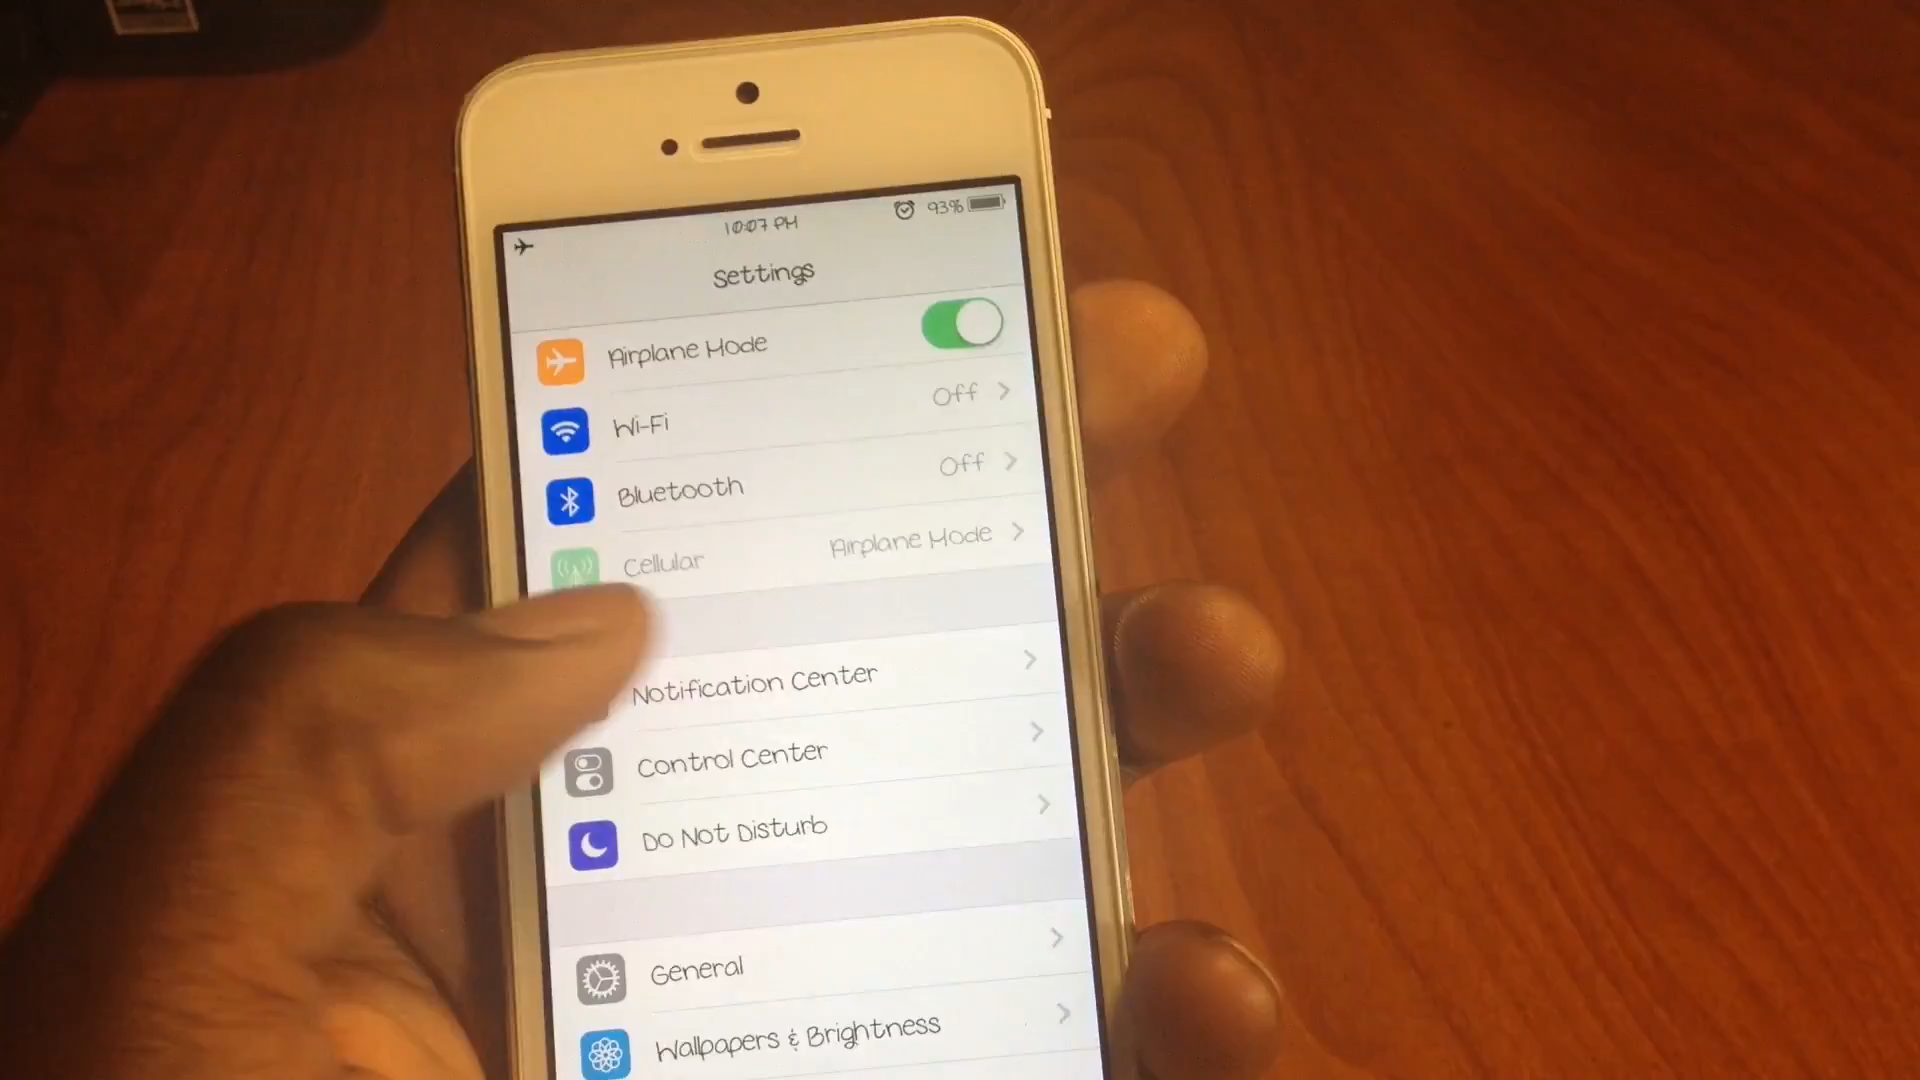 10:07 PM 93%
Settings
Airplane Mode
Wi-Fi Off
Bluetooth Off
Cellular Airplane Mode
Notification Center
Control Center
Do Not Disturb
General
Wallpapers & Brightness